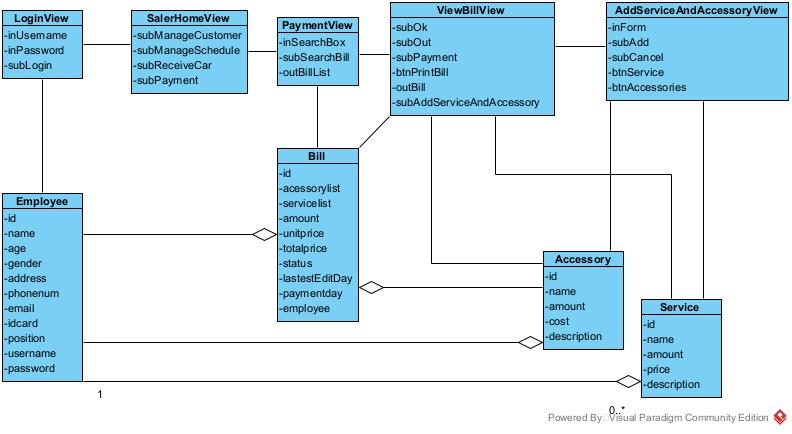 LoginView
-inUsername
-inPassword
-subLogin
SalerHomeView
-subManageCustomer
-subManageSchedule
-subReceiveCar
-subPayment
PaymentView
-inSearchBox
-subSearchBill
-outBillList
ViewBillView
-subOk
-subOut
-subPayment
-btnPrintBill
-outBill
-subAddServiceAndAccessory
AddServiceAndAccessoryView
-inForm
-subAdd
-subCancel
-btnService
-btnAccessories
Employee
-id
-name
-age
-gender
-address
-phonenum
-email
-idcard
-position
-username
-password
Bill
-id
-acessorylist
-servicelist
-amount
-unitprice
-totalprice
-status
-lastestEditDay
-paymentday
-employee
Accessory
-id
-name
-amount
-cost
-description
Service
-id
-name
-amount
-price
-description
1
0..*
Powered By Visual Paradigm Community Edition